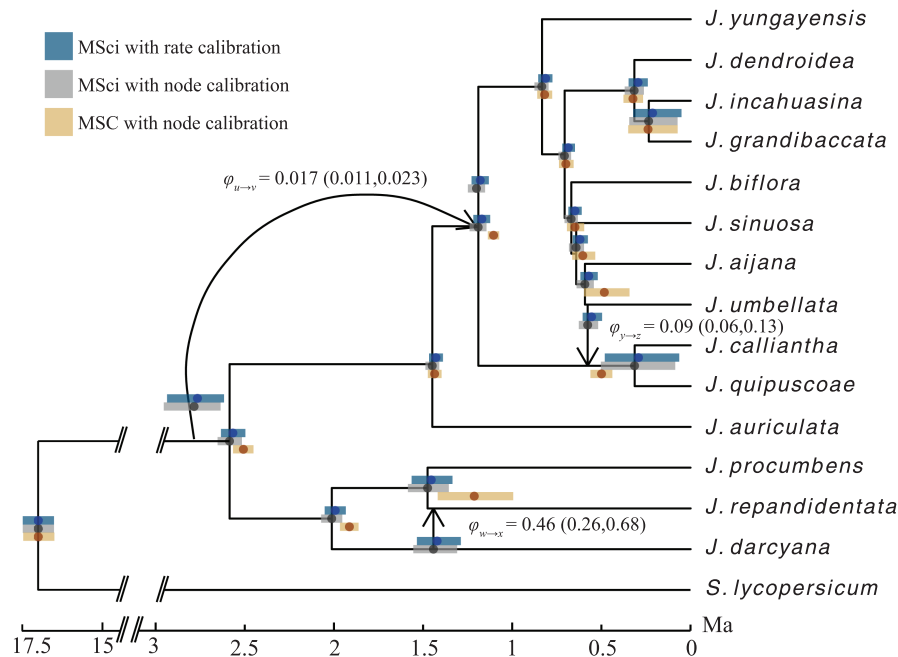 MSci with rate calibration
MSci with node calibration
MSC with node calibration
J. yungayensis
J. dendroidea
J. incahuasina
J. grandibaccata
φu→v = 0.017 (0.011,0.023)
J. biflora
J. sinuosa
J. aijana
J. umbellata
φy→z = 0.09 (0.06,0.13)
J. calliantha
J. quipuscoae
J. auriculata
J. procumbens
J. repandidentata
φw→x = 0.46 (0.26,0.68)
J. darcyana
S. lycopersicum
17.5 15 3 2.5 2 1.5 1 0.5 0 Ma